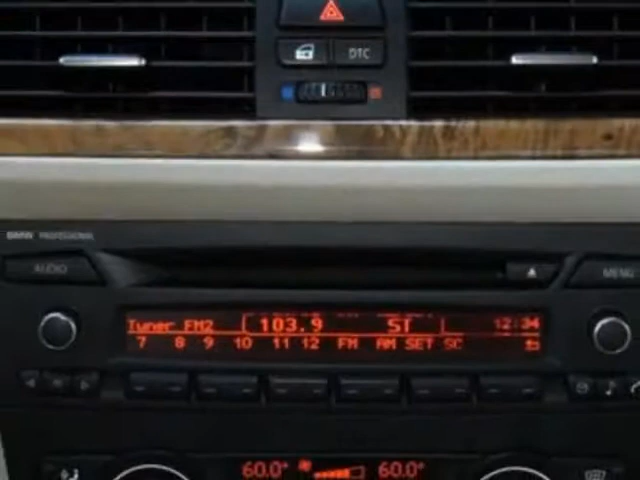 DTC
BMW PROFESSIONAL
AUDIO
MENU
Tuner FM2 103.9 ST 12:34
7 8 9 10 11 12 FM AM SET SC
60.0° 60.0°